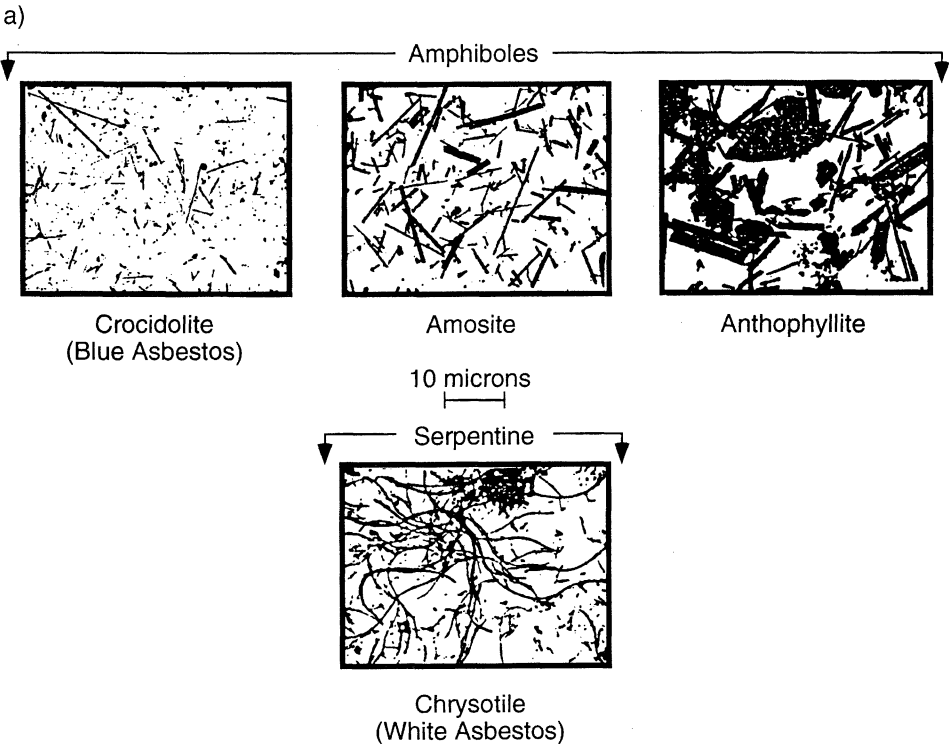 a)
Amphiboles
Crocidolite
(Blue Asbestos)
Amosite
Anthophyllite
10 microns
Serpentine
Chrysotile
(White Asbestos)